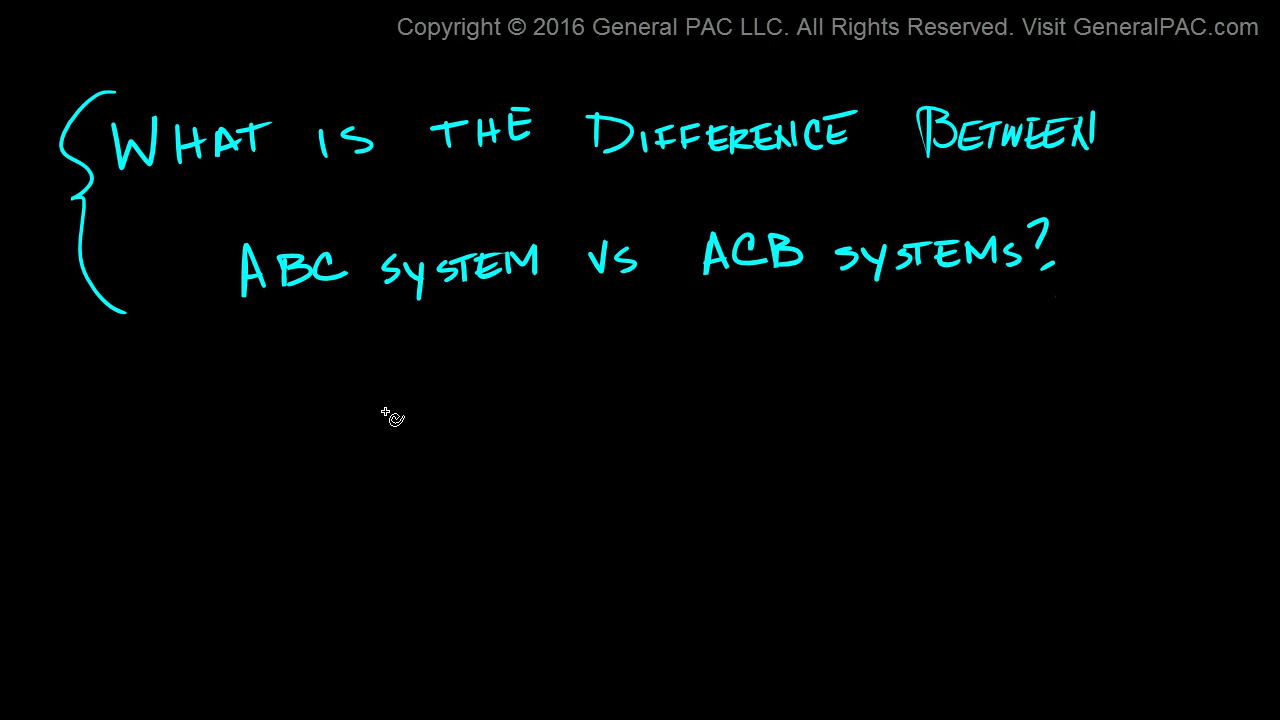 Copyright © 2016 General PAC LLC. All Rights Reserved. Visit GeneralPAC.com
WHAT IS THE DIFFERENCE BETWEEN
ABC SYSTEM VS ACB SYSTEMS?